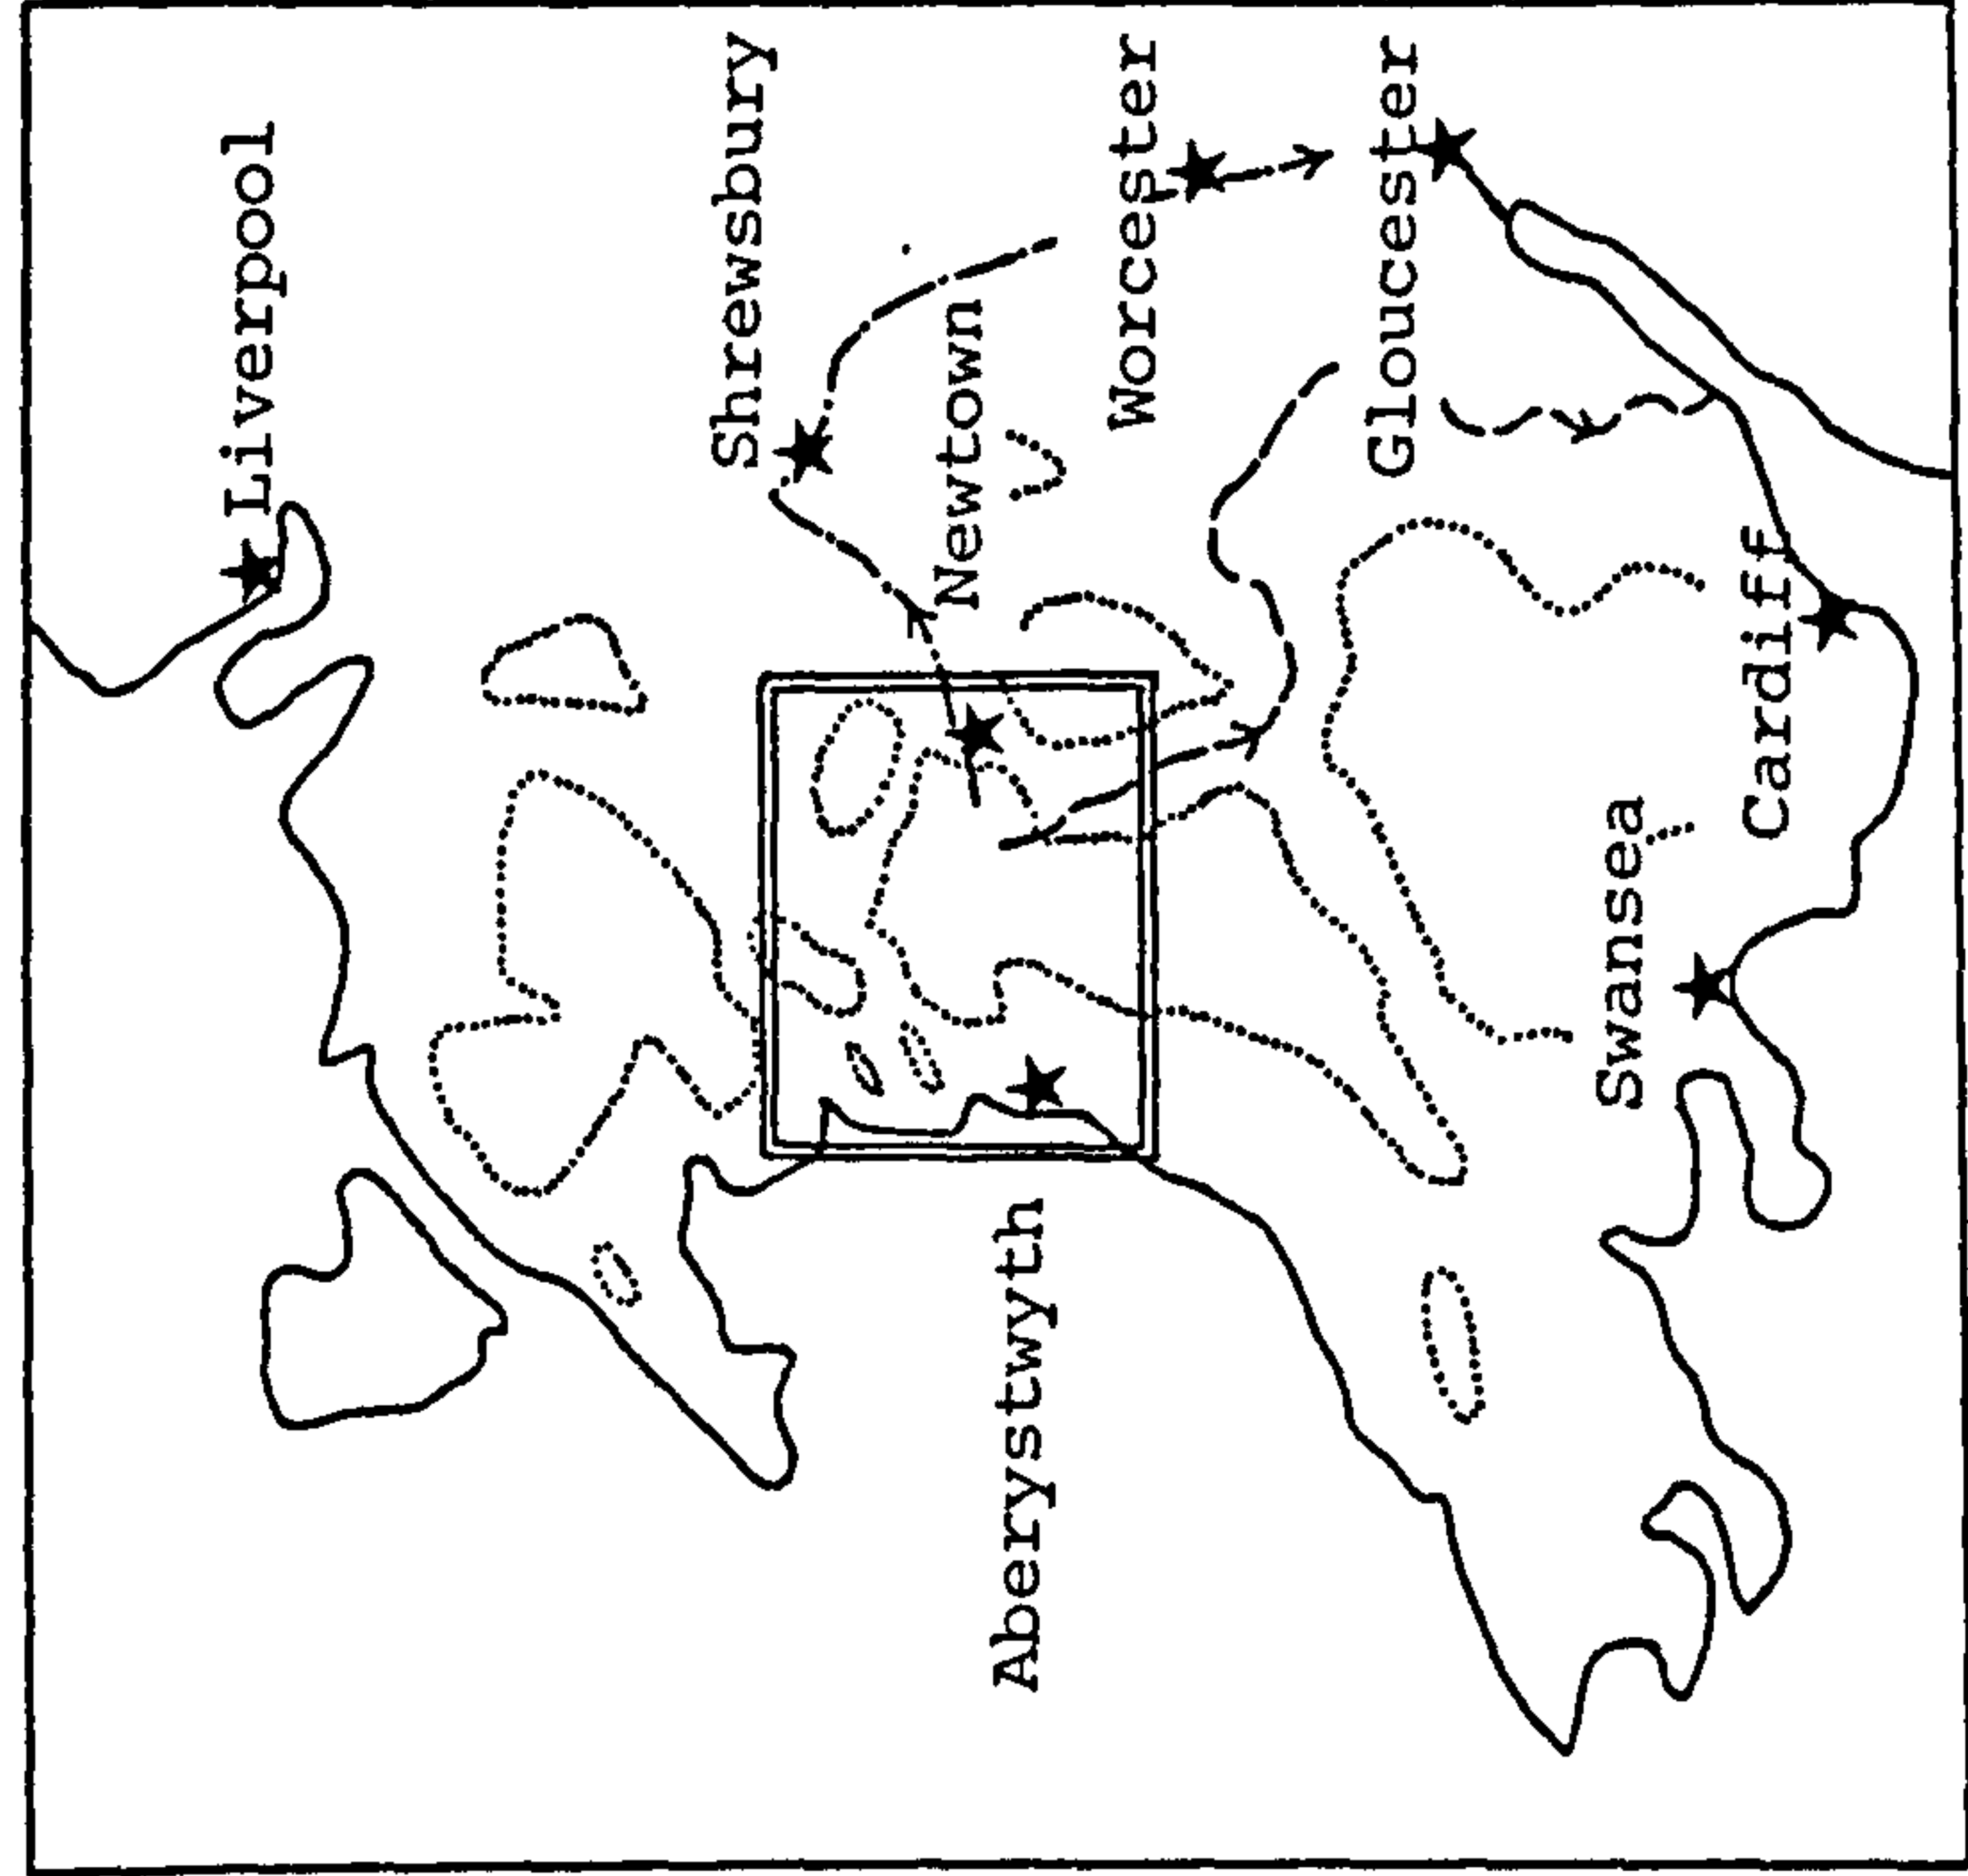 Liverpool
Shrewsbury
Newtown
Worcester
Gloucester
Aberystwyth
Swansea
Cardiff